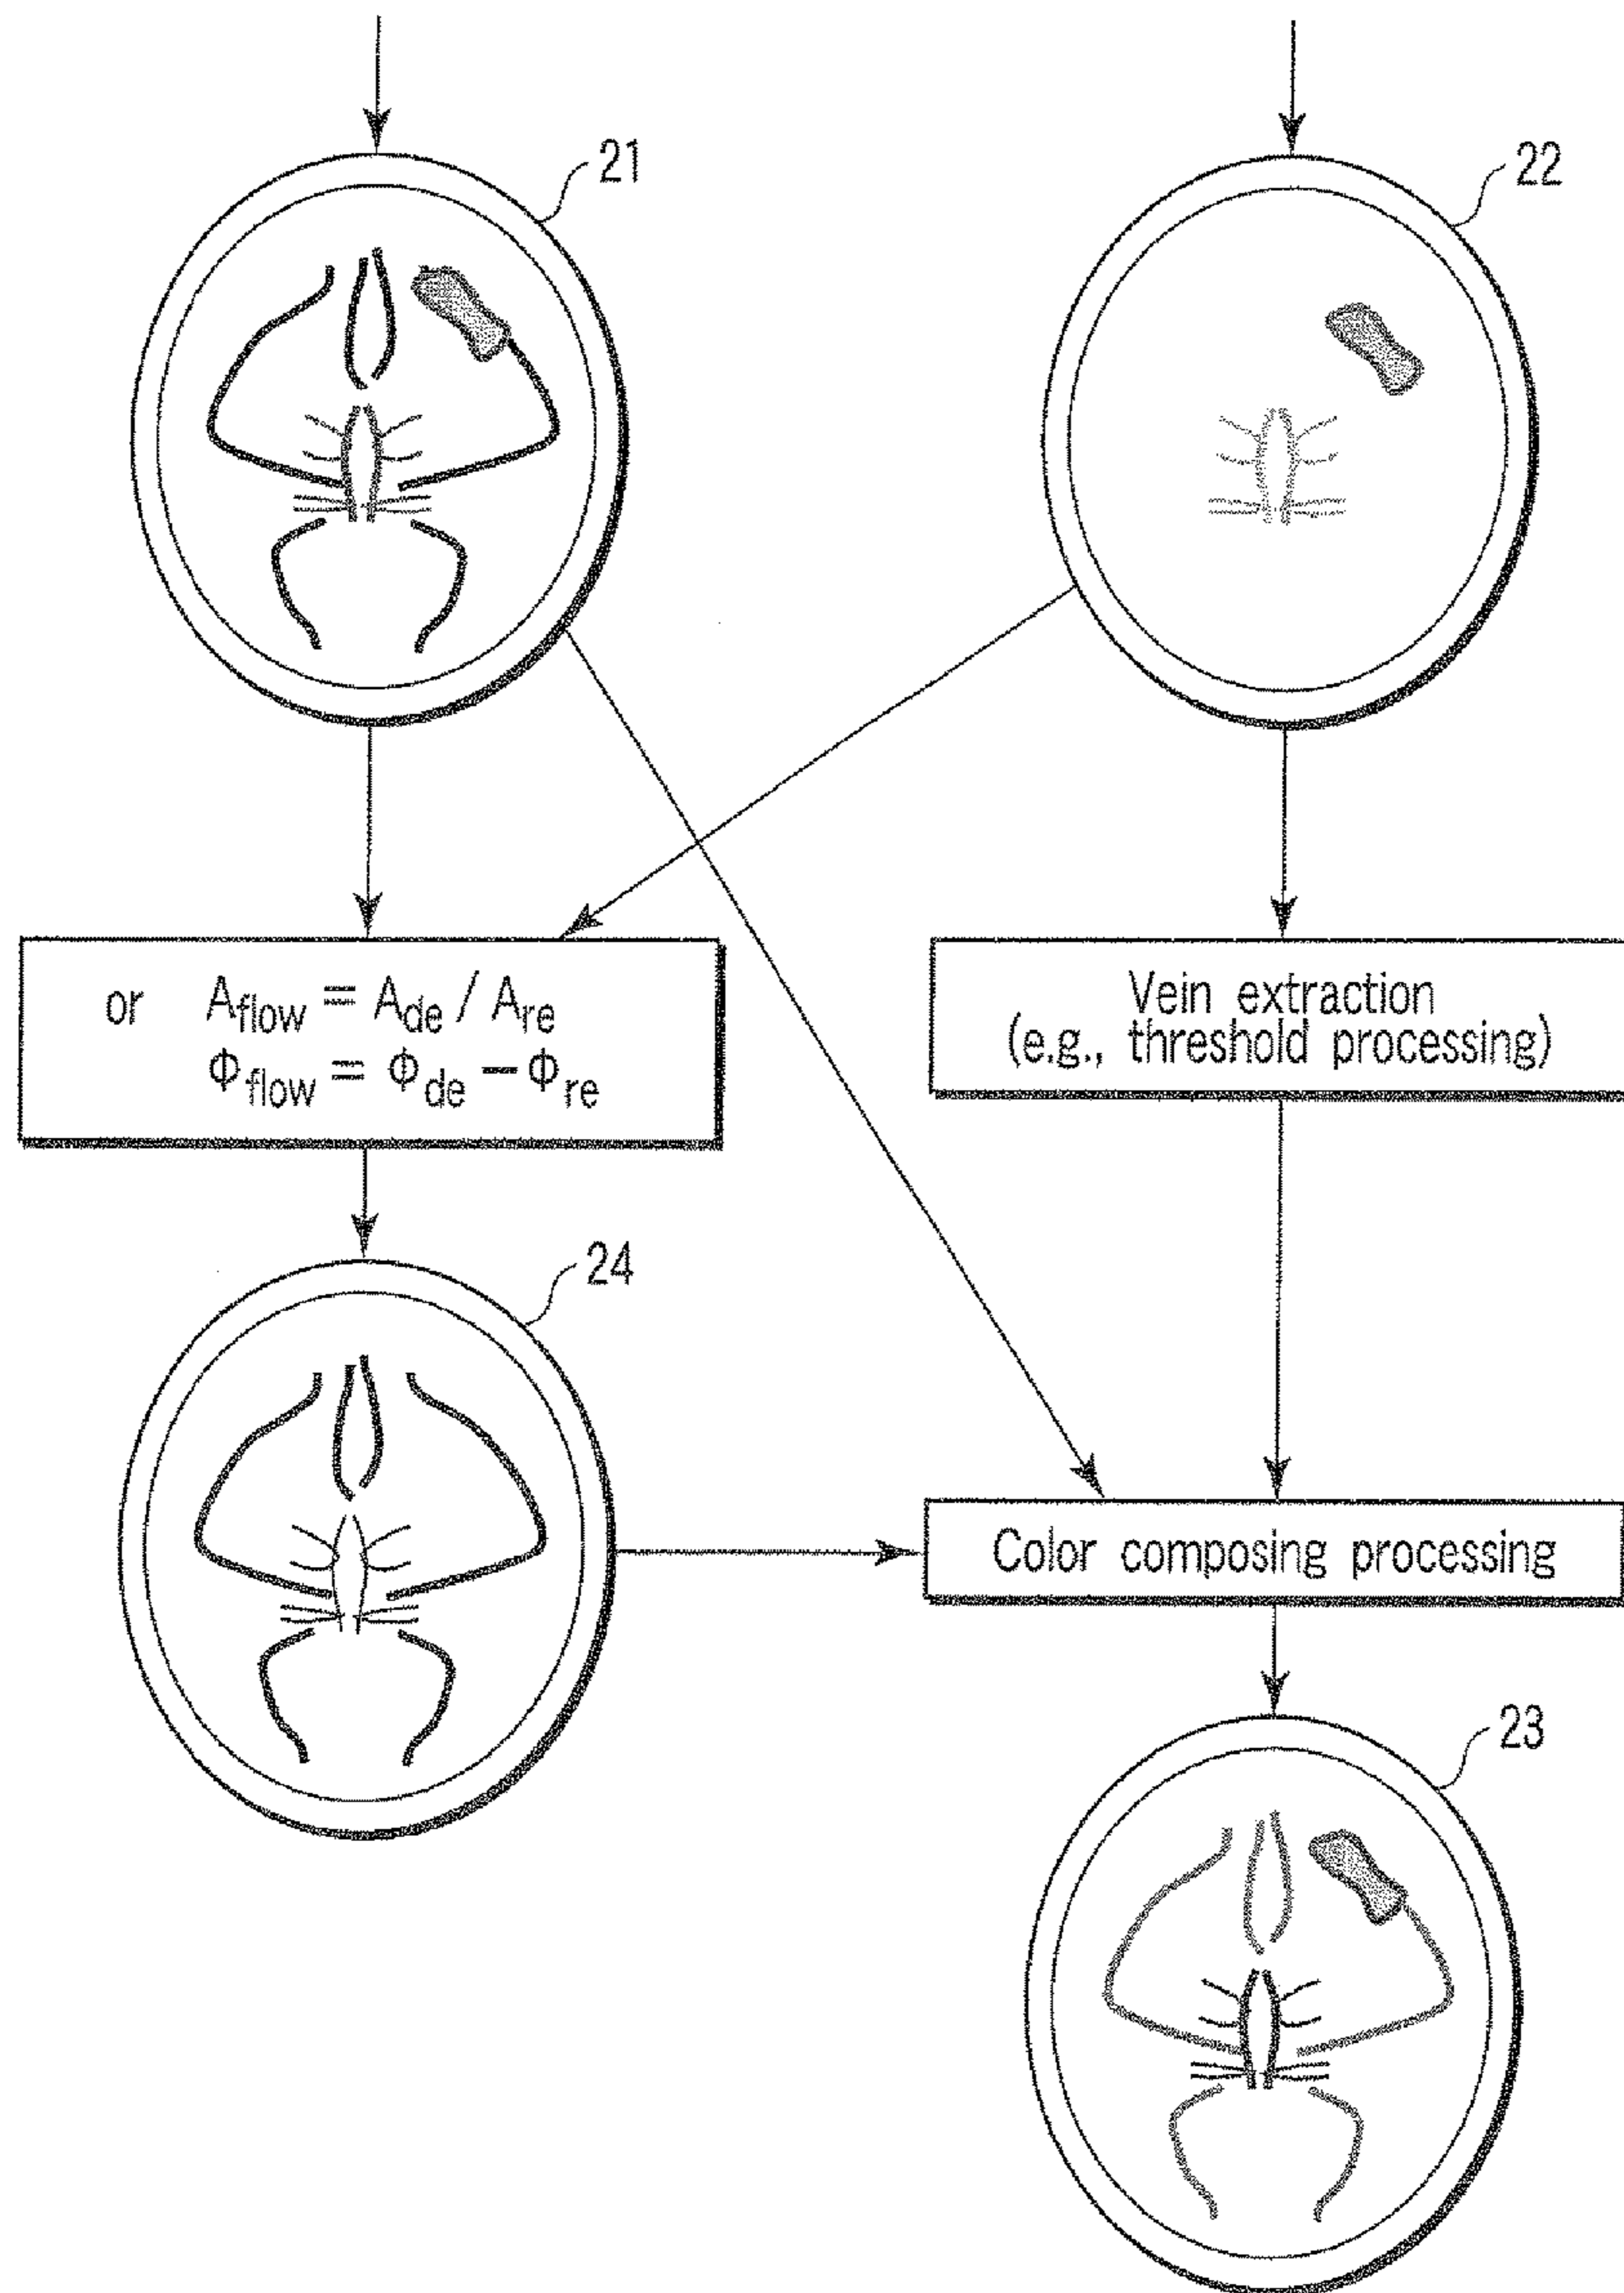 21
22
or A_flow = A_de / A_re
Φ_flow = Φ_de − Φ_re
Vein extraction
(e.g., threshold processing)
24
Color composing processing
23